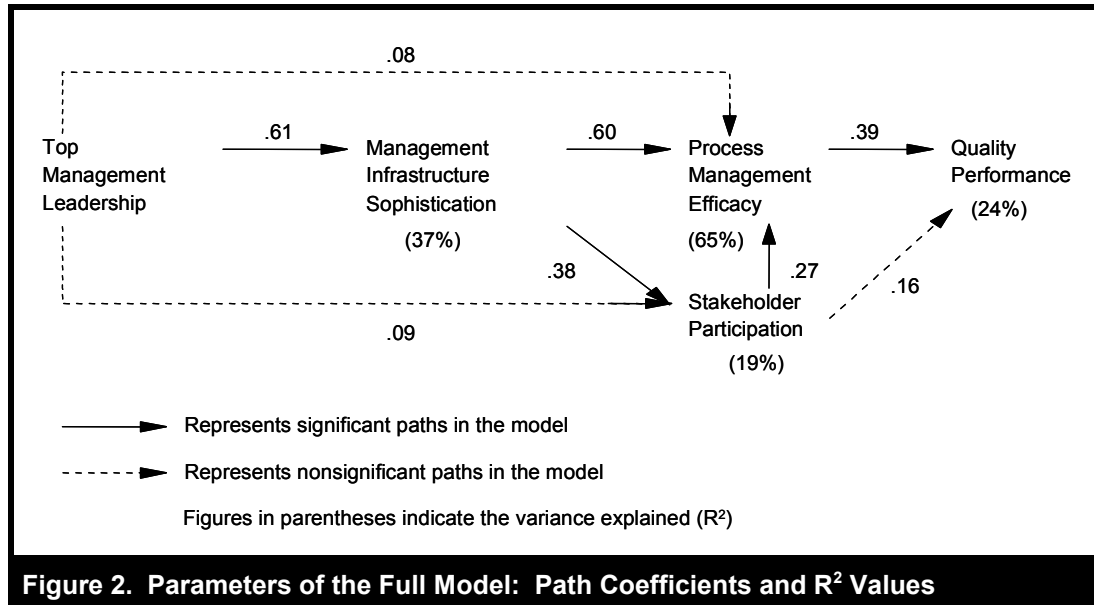 .08
.61
.60
.39
Top
Management
Leadership
Management
Infrastructure
Sophistication
(37%)
Process
Management
Efficacy
(65%)
Quality
Performance
(24%)
.38
.27
.16
.09
Stakeholder
Participation
(19%)
Represents significant paths in the model
Represents nonsignificant paths in the model
Figures in parentheses indicate the variance explained (R²)
Figure 2. Parameters of the Full Model: Path Coefficients and R² Values